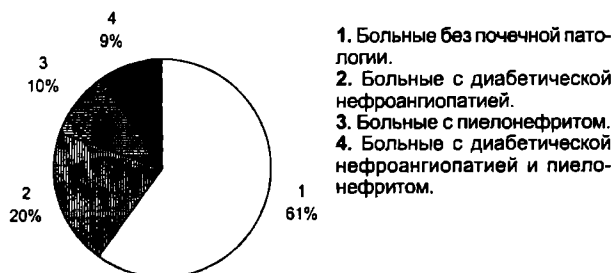 4
9%
3
10%
2
20%
1
61%
1. Больные без почечной пато-
логии.
2. Больные с диабетической
нефроангиопатией.
3. Больные с пиелонефритом.
4. Больные с диабетической
нефроангиопатией и пиело-
нефритом.